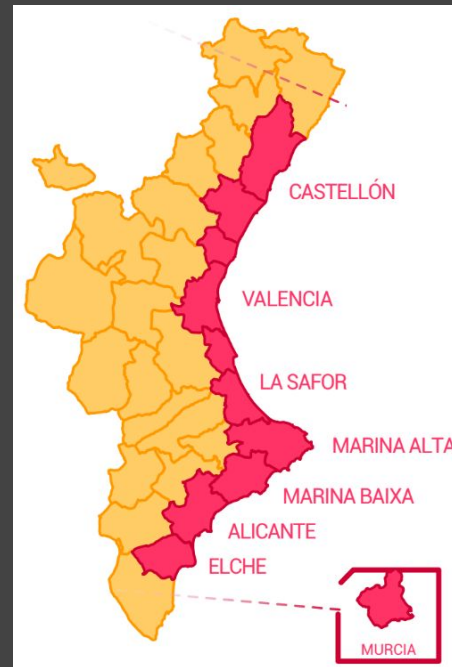 CASTELLÓN
VALENCIA
LA SAFOR
MARINA ALTA
MARINA BAIXA
ALICANTE
ELCHE
MURCIA